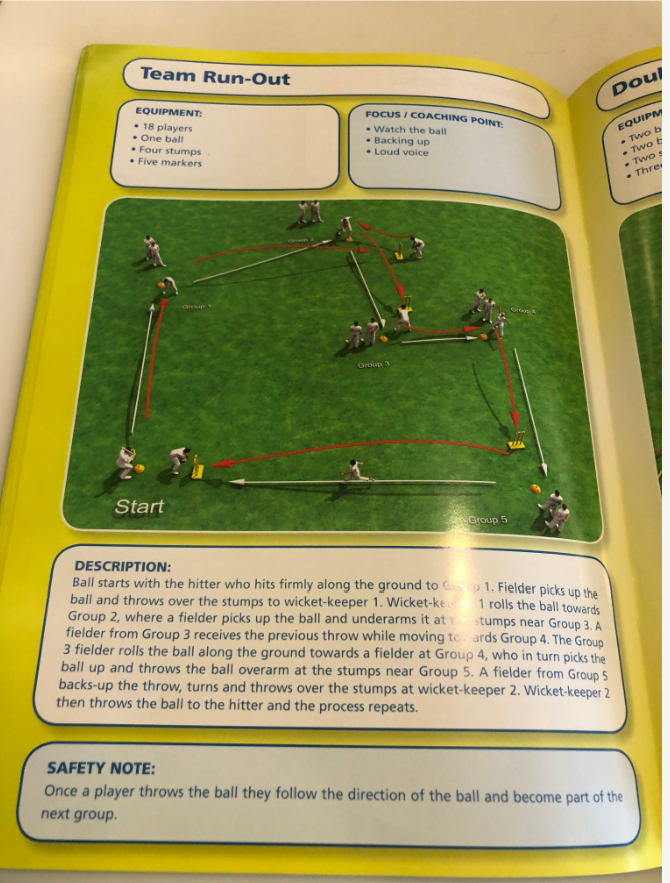 Team Run-Out
EQUIPMENT:
• 18 players
• One ball
• Four stumps
• Five markers
FOCUS / COACHING POINT:
• Watch the ball
• Backing up
• Loud voice
Group 2
Group 1
Group 4
Group 3
Start
Group 5
DESCRIPTION:
Ball starts with the hitter who hits firmly along the ground to Group 1. Fielder picks up the
ball and throws over the stumps to wicket-keeper 1. Wicket-keeper 1 rolls the ball towards
Group 2, where a fielder picks up the ball and underarms it at the stumps near Group 3. A
fielder from Group 3 receives the previous throw while moving towards Group 4. The Group
3 fielder rolls the ball along the ground towards a fielder at Group 4, who in turn picks the
ball up and throws the ball overarm at the stumps near Group 5. A fielder from Group 5
backs-up the throw, turns and throws over the stumps at wicket-keeper 2. Wicket-keeper 2
then throws the ball to the hitter and the process repeats.
SAFETY NOTE:
Once a player throws the ball they follow the direction of the ball and become part of the
next group.
Doul
EQUIPM
• Two b
• Two b
• Two s
• Three